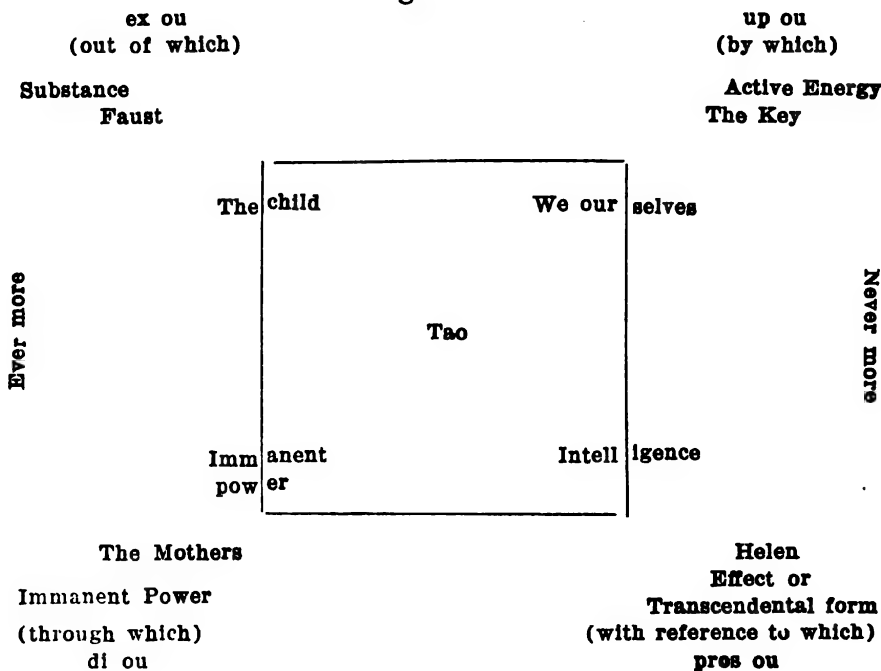 ex ou
(out of which)
up ou
(by which)
Substance
Faust
Active Energy
The Key
The child
We our selves
Ever more
Tao
Never more
Imm anent
pow er
Intell igence
The Mothers
Immanent Power
(through which)
di ou
Helen
Effect or
Transcendental form
(with reference to which)
pros ou